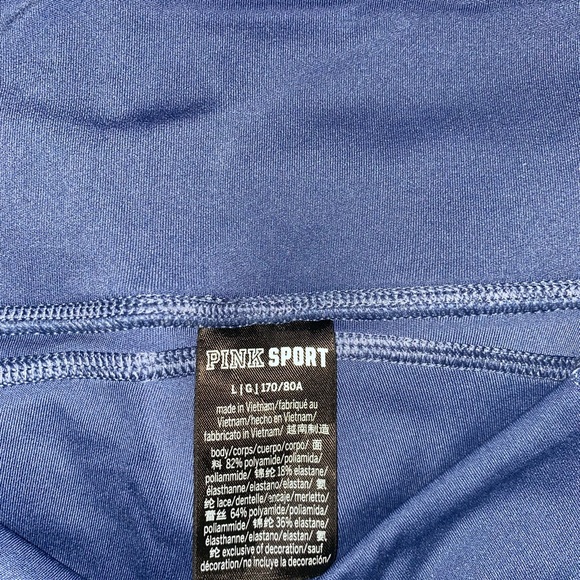 PINK SPORT
L | G | 170/80A
made in Vietnam/fabriqué au
Vietnam/hecho en Vietnam/
fabbricato in Vietnam/ 越南制造
body/corps/cuerpo/corpo/ 面
料 82% polyamide/poliamida/
poliammide/ 锦纶 18% elastane/
élasthanne/elastano/elastan/ 氨
纶 lace/dentelle/encaje/merletto/
蕾丝 64% polyamide/poliamida/
poliammide/ 锦纶 36% elastane/
élasthanne/elastano/elastan/ 氨
纶 exclusive of decoration/sauf
décoration/no incluye la decoración/